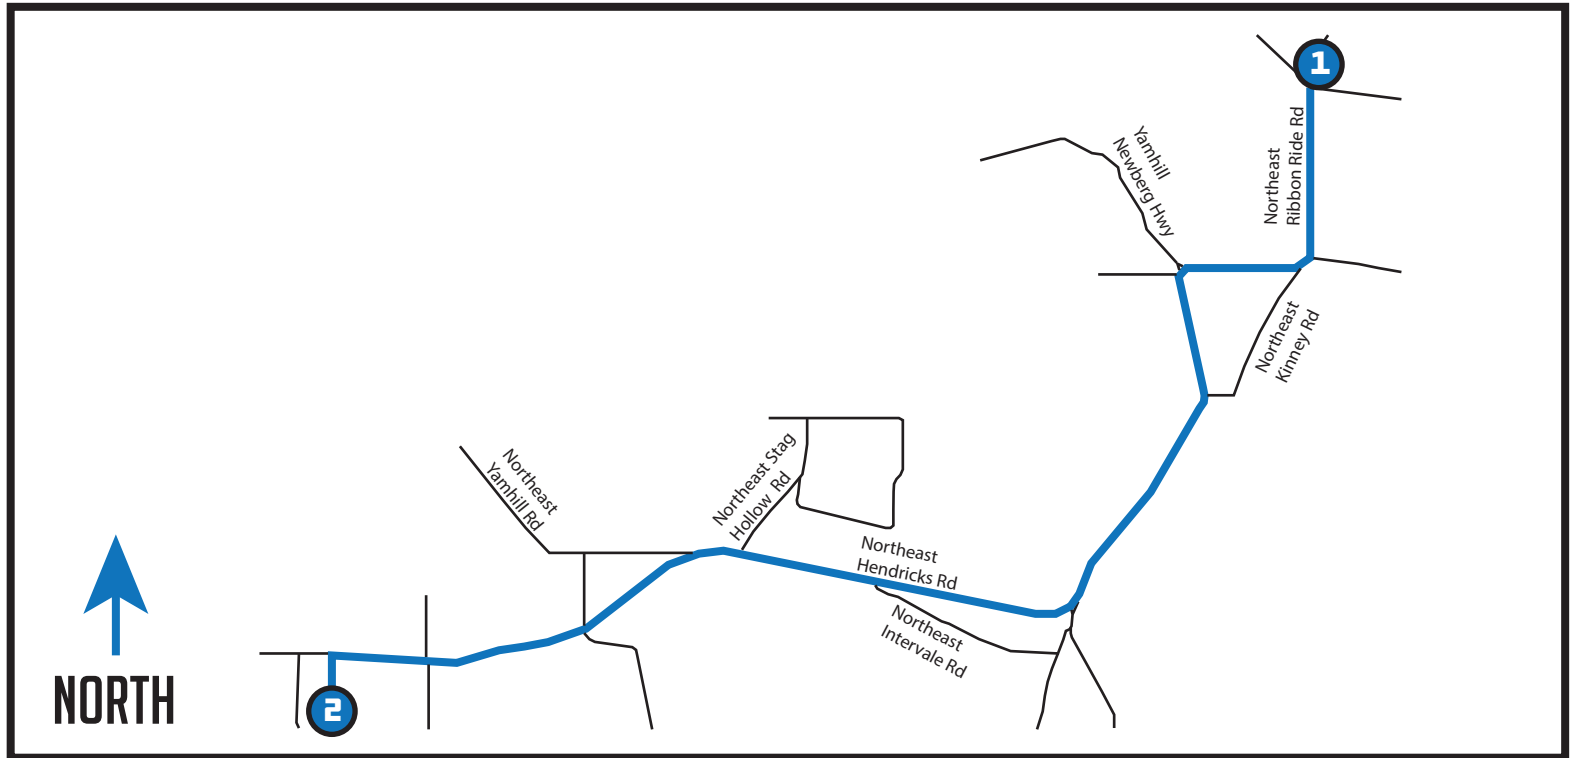 1
Yamhill
Newberg Hwy
Northeast
Ribbon Ride Rd
Northeast
Kinney Rd
Northeast
Yamhill Rd
Northeast Stag
Hollow Rd
Northeast
Hendricks Rd
Northeast
Intervale Rd
NORTH
2